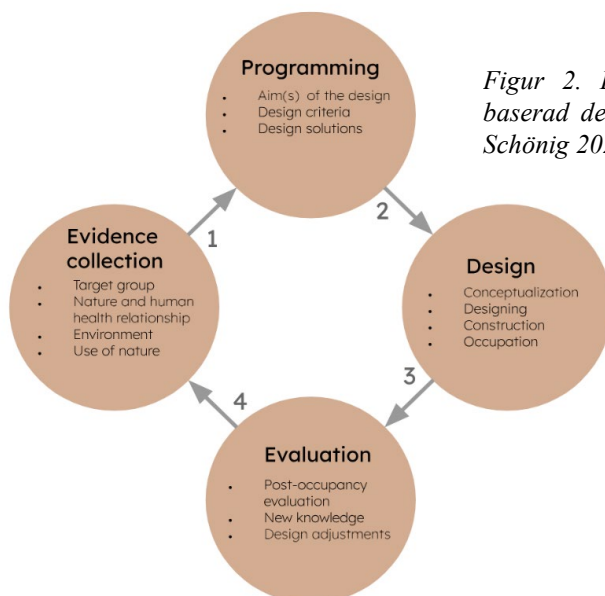 Programming
• Aim(s) of the design
• Design criteria
• Design solutions
Figur 2.
baserad de
Schönig 20
1
2
Evidence
collection
• Target group
• Nature and human
health relationship
• Environment
• Use of nature
Design
• Conceptualization
• Designing
• Construction
• Occupation
3
4
Evaluation
• Post-occupancy
evaluation
• New knowledge
• Design adjustments